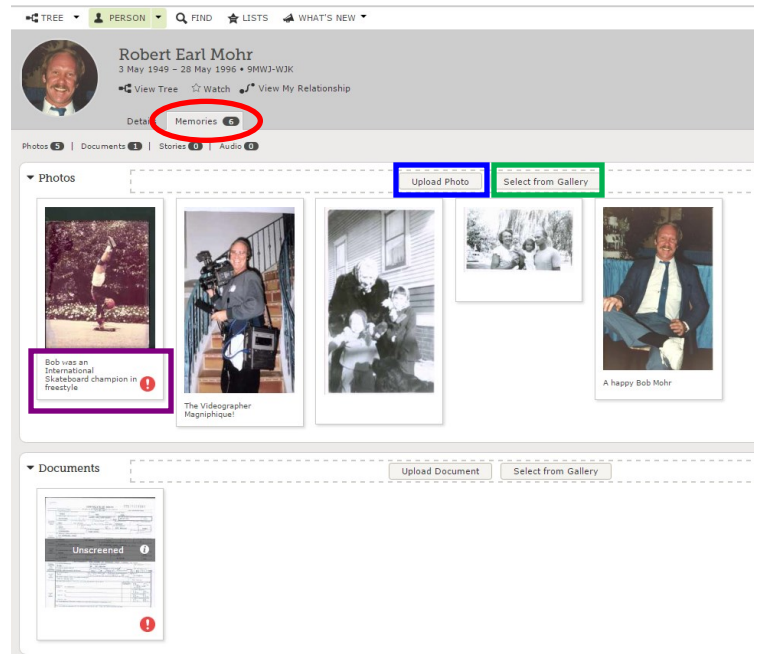 TREE PERSON FIND LISTS WHAT'S NEW
Robert Earl Mohr
3 May 1949 – 28 May 1996 • 9MWJ-WJK
View Tree Watch View My Relationship
Memories 6
Photos 5 | Documents 1 | Stories 0 | Audio 0
Photos
Upload Photo Select from Gallery
Bob was an
International
Skateboard champion in
freestyle
The Videographer
Magniphique!
A happy Bob Mohr
Documents
Upload Document Select from Gallery
Unscreened